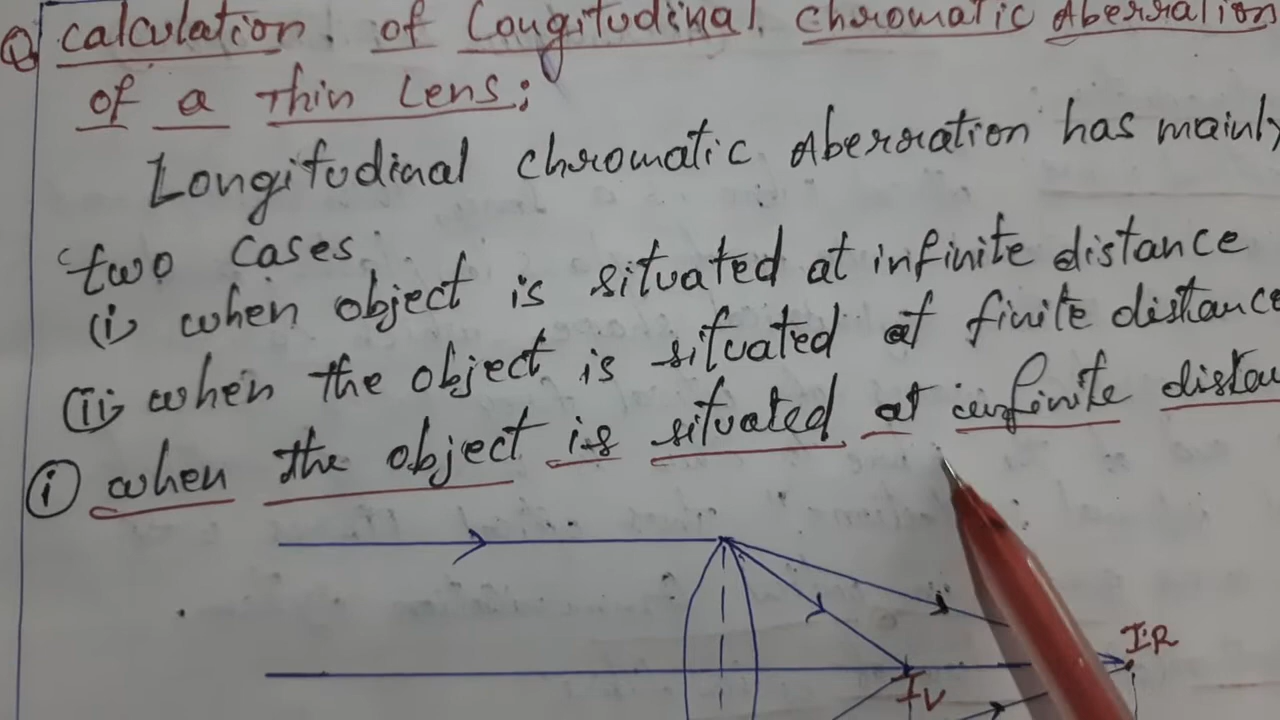 Q calculation. of Longitudinal. chromatic Aberration
of a Thin Lens:
Longitudinal chromatic Aberration has mainly
two cases.
(i) when object is situated at infinite distance
(ii) when the object is situated at finite distance
(i) when the object is situated at infinite distan
IR
IV